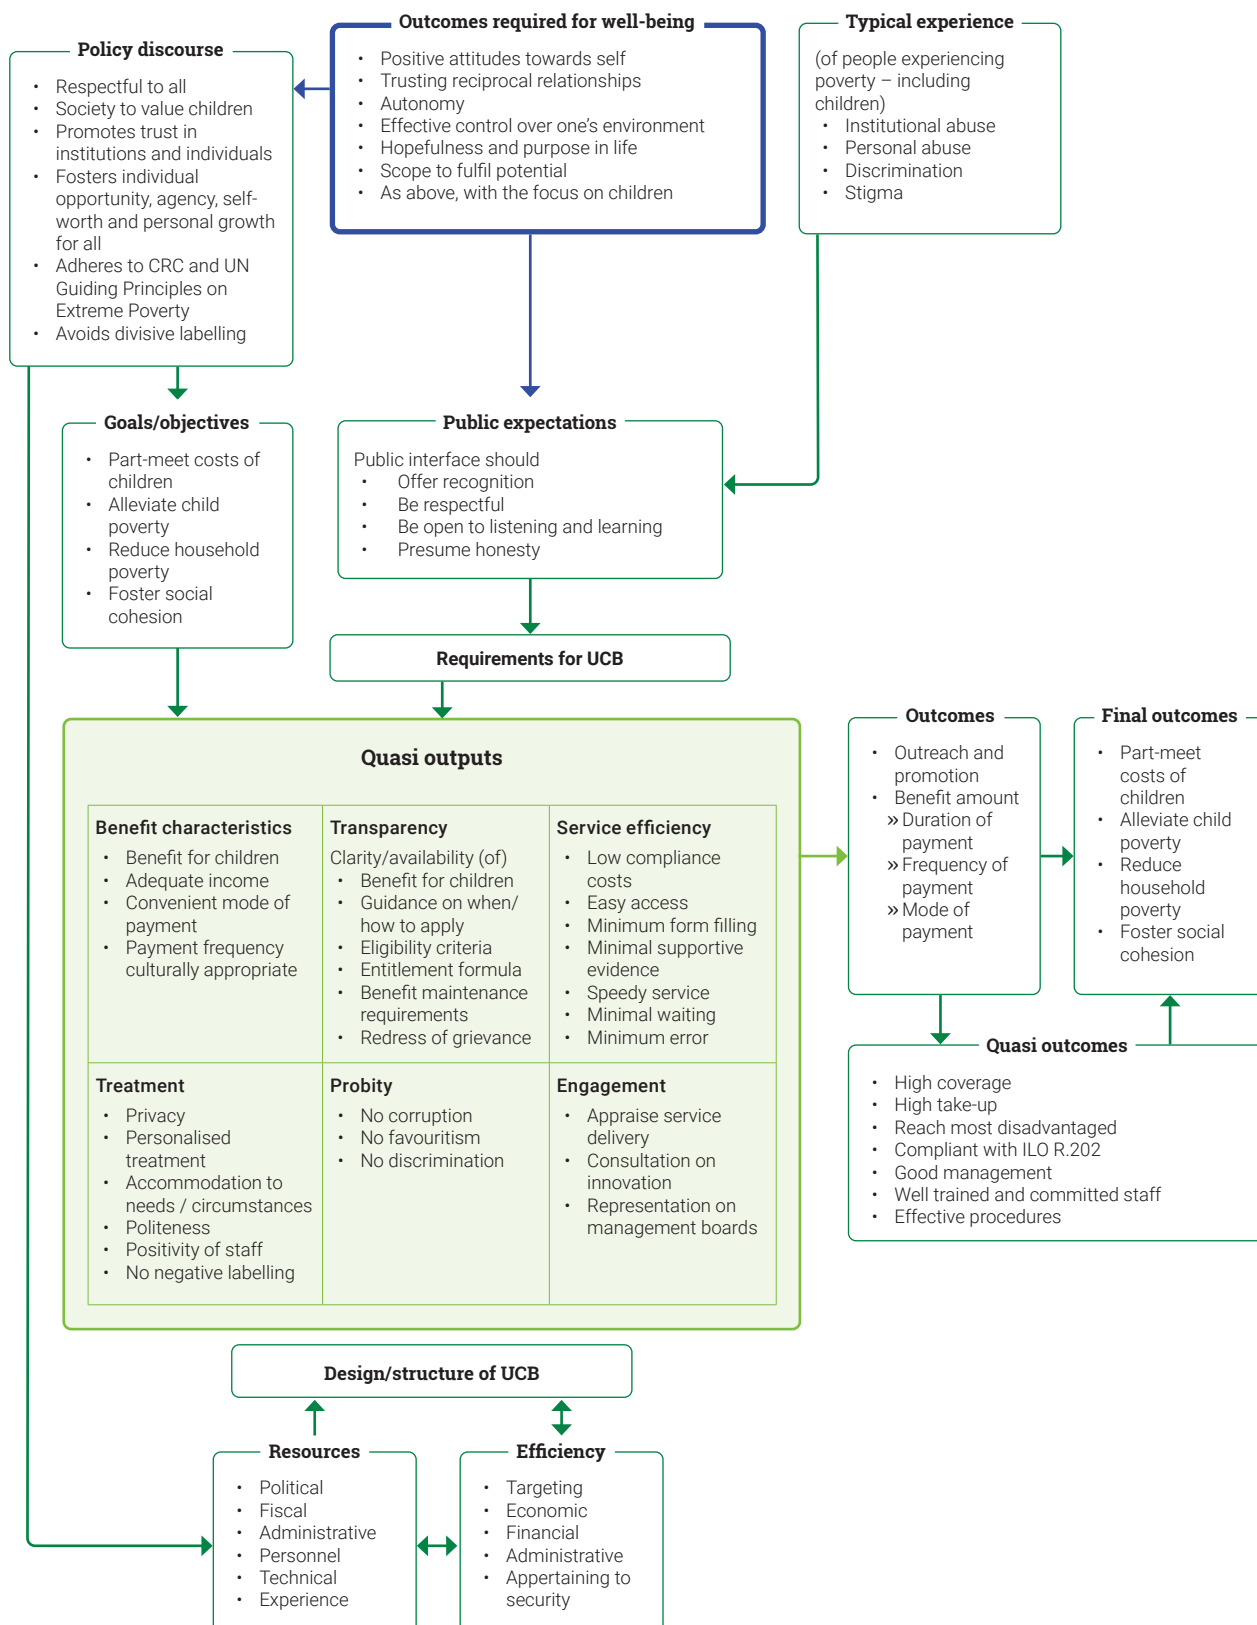 Outcomes required for well-being
• Positive attitudes towards self
• Trusting reciprocal relationships
• Autonomy
• Effective control over one's environment
• Hopefulness and purpose in life
• Scope to fulfil potential
• As above, with the focus on children
Typical experience
(of people experiencing
poverty – including
children)
• Institutional abuse
• Personal abuse
• Discrimination
• Stigma
Policy discourse
• Respectful to all
• Society to value children
• Promotes trust in
institutions and individuals
• Fosters individual
opportunity, agency, self-
worth and personal growth
for all
• Adheres to CRC and UN
Guiding Principles on
Extreme Poverty
• Avoids divisive labelling
Goals/objectives
• Part-meet costs of
children
• Alleviate child
poverty
• Reduce household
poverty
• Foster social
cohesion
Public expectations
Public interface should
• Offer recognition
• Be respectful
• Be open to listening and learning
• Presume honesty
Requirements for UCB
Quasi outputs
Benefit characteristics
• Benefit for children
• Adequate income
• Convenient mode of
payment
• Payment frequency
culturally appropriate
Transparency
Clarity/availability (of)
• Benefit for children
• Guidance on when/
how to apply
• Eligibility criteria
• Entitlement formula
• Benefit maintenance
requirements
• Redress of grievance
Service efficiency
• Low compliance
costs
• Easy access
• Minimum form filling
• Minimal supportive
evidence
• Speedy service
• Minimal waiting
• Minimum error
Treatment
• Privacy
• Personalised
treatment
• Accommodation to
needs / circumstances
• Politeness
• Positivity of staff
• No negative labelling
Probity
• No corruption
• No favouritism
• No discrimination
Engagement
• Appraise service
delivery
• Consultation on
innovation
• Representation on
management boards
Outcomes
• Outreach and
promotion
• Benefit amount
» Duration of
payment
» Frequency of
payment
» Mode of
payment
Final outcomes
• Part-meet
costs of
children
• Alleviate child
poverty
• Reduce
household
poverty
• Foster social
cohesion
Quasi outcomes
• High coverage
• High take-up
• Reach most disadvantaged
• Compliant with ILO R.202
• Good management
• Well trained and committed staff
• Effective procedures
Design/structure of UCB
Resources
• Political
• Fiscal
• Administrative
• Personnel
• Technical
• Experience
Efficiency
• Targeting
• Economic
• Financial
• Administrative
• Appertaining to
security